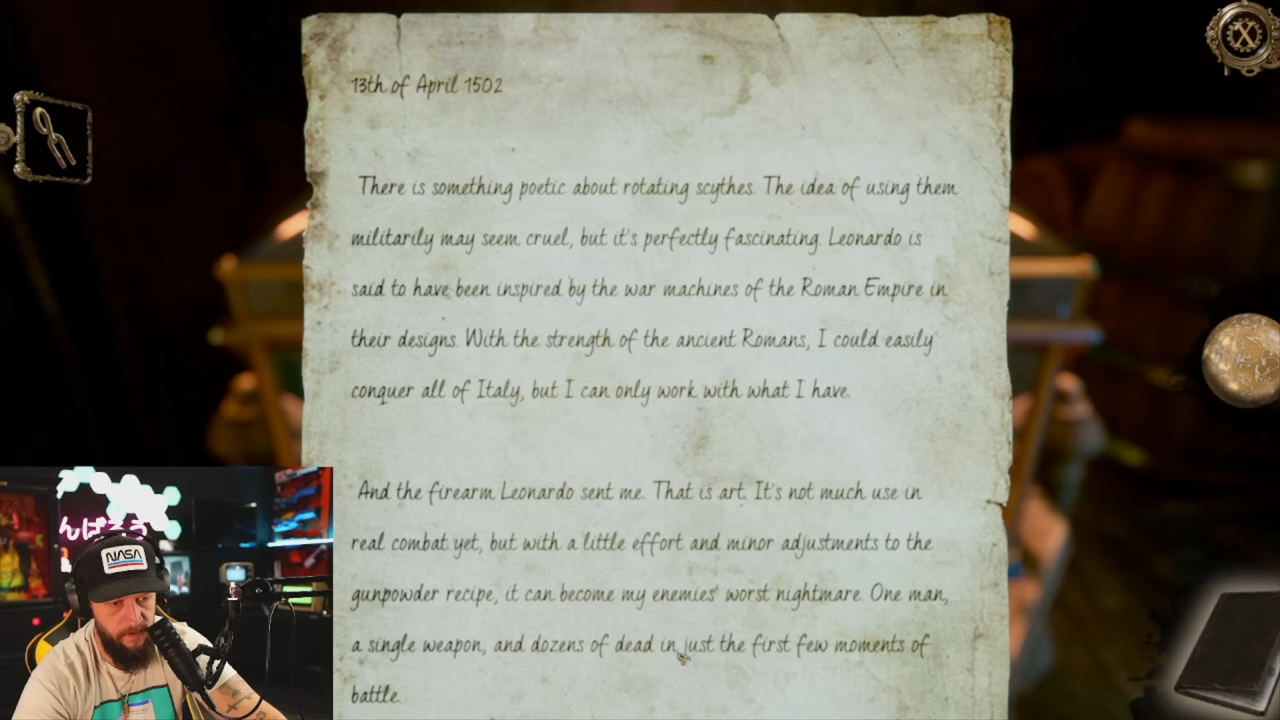 13th of April 1502
There is something poetic about rotating scythes. The idea of using them
militarily may seem cruel, but it's perfectly fascinating. Leonardo is
said to have been inspired by the war machines of the Roman Empire in
their designs. With the strength of the ancient Romans, I could easily
conquer all of Italy, but I can only work with what I have.
And the firearm Leonardo sent me. That is art. It's not much use in
real combat yet, but with a little effort and minor adjustments to the
gunpowder recipe, it can become my enemies' worst nightmare. One man,
a single weapon, and dozens of dead in just the first few moments of
battle.
んばろう
NASA